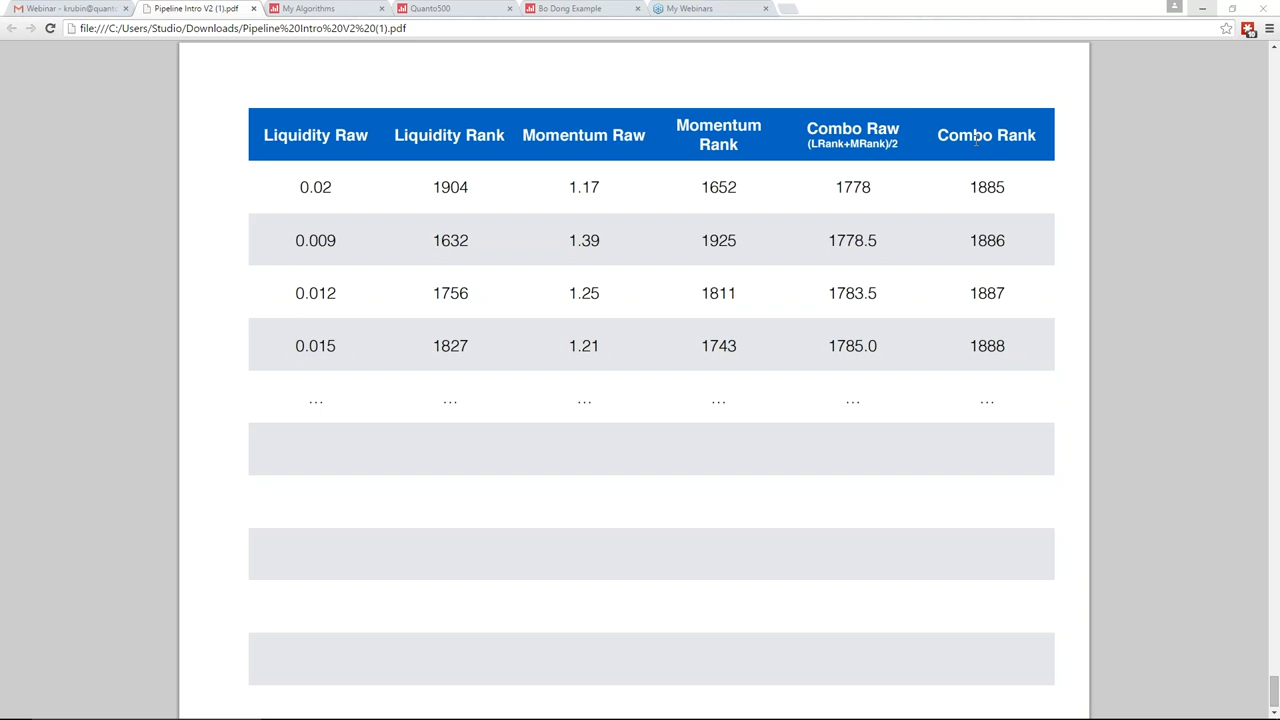 Webinar - krubin@quanto
Pipeline Intro V2 (1).pdf
My Algorithms
Quanto500
Bo Dong Example
My Webinars
file:///C:/Users/Studio/Downloads/Pipeline%20Intro%20V2%20(1).pdf
Liquidity Raw Liquidity Rank Momentum Raw Momentum Rank Combo Raw (LRank+MRank)/2 Combo Rank
0.02 1904 1.17 1652 1778 1885
0.009 1632 1.39 1925 1778.5 1886
0.012 1756 1.25 1811 1783.5 1887
0.015 1827 1.21 1743 1785.0 1888
... ... ... ... ... ...